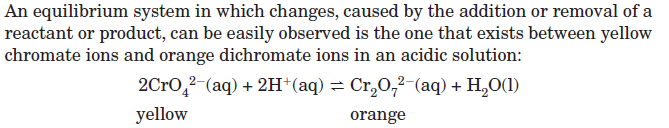 An equilibrium system in which changes, caused by the addition or removal of a
reactant or product, can be easily observed is the one that exists between yellow
chromate ions and orange dichromate ions in an acidic solution:
2CrO₄²⁻(aq) + 2H⁺(aq) ⇌ Cr₂O₇²⁻(aq) + H₂O(l)
yellow orange